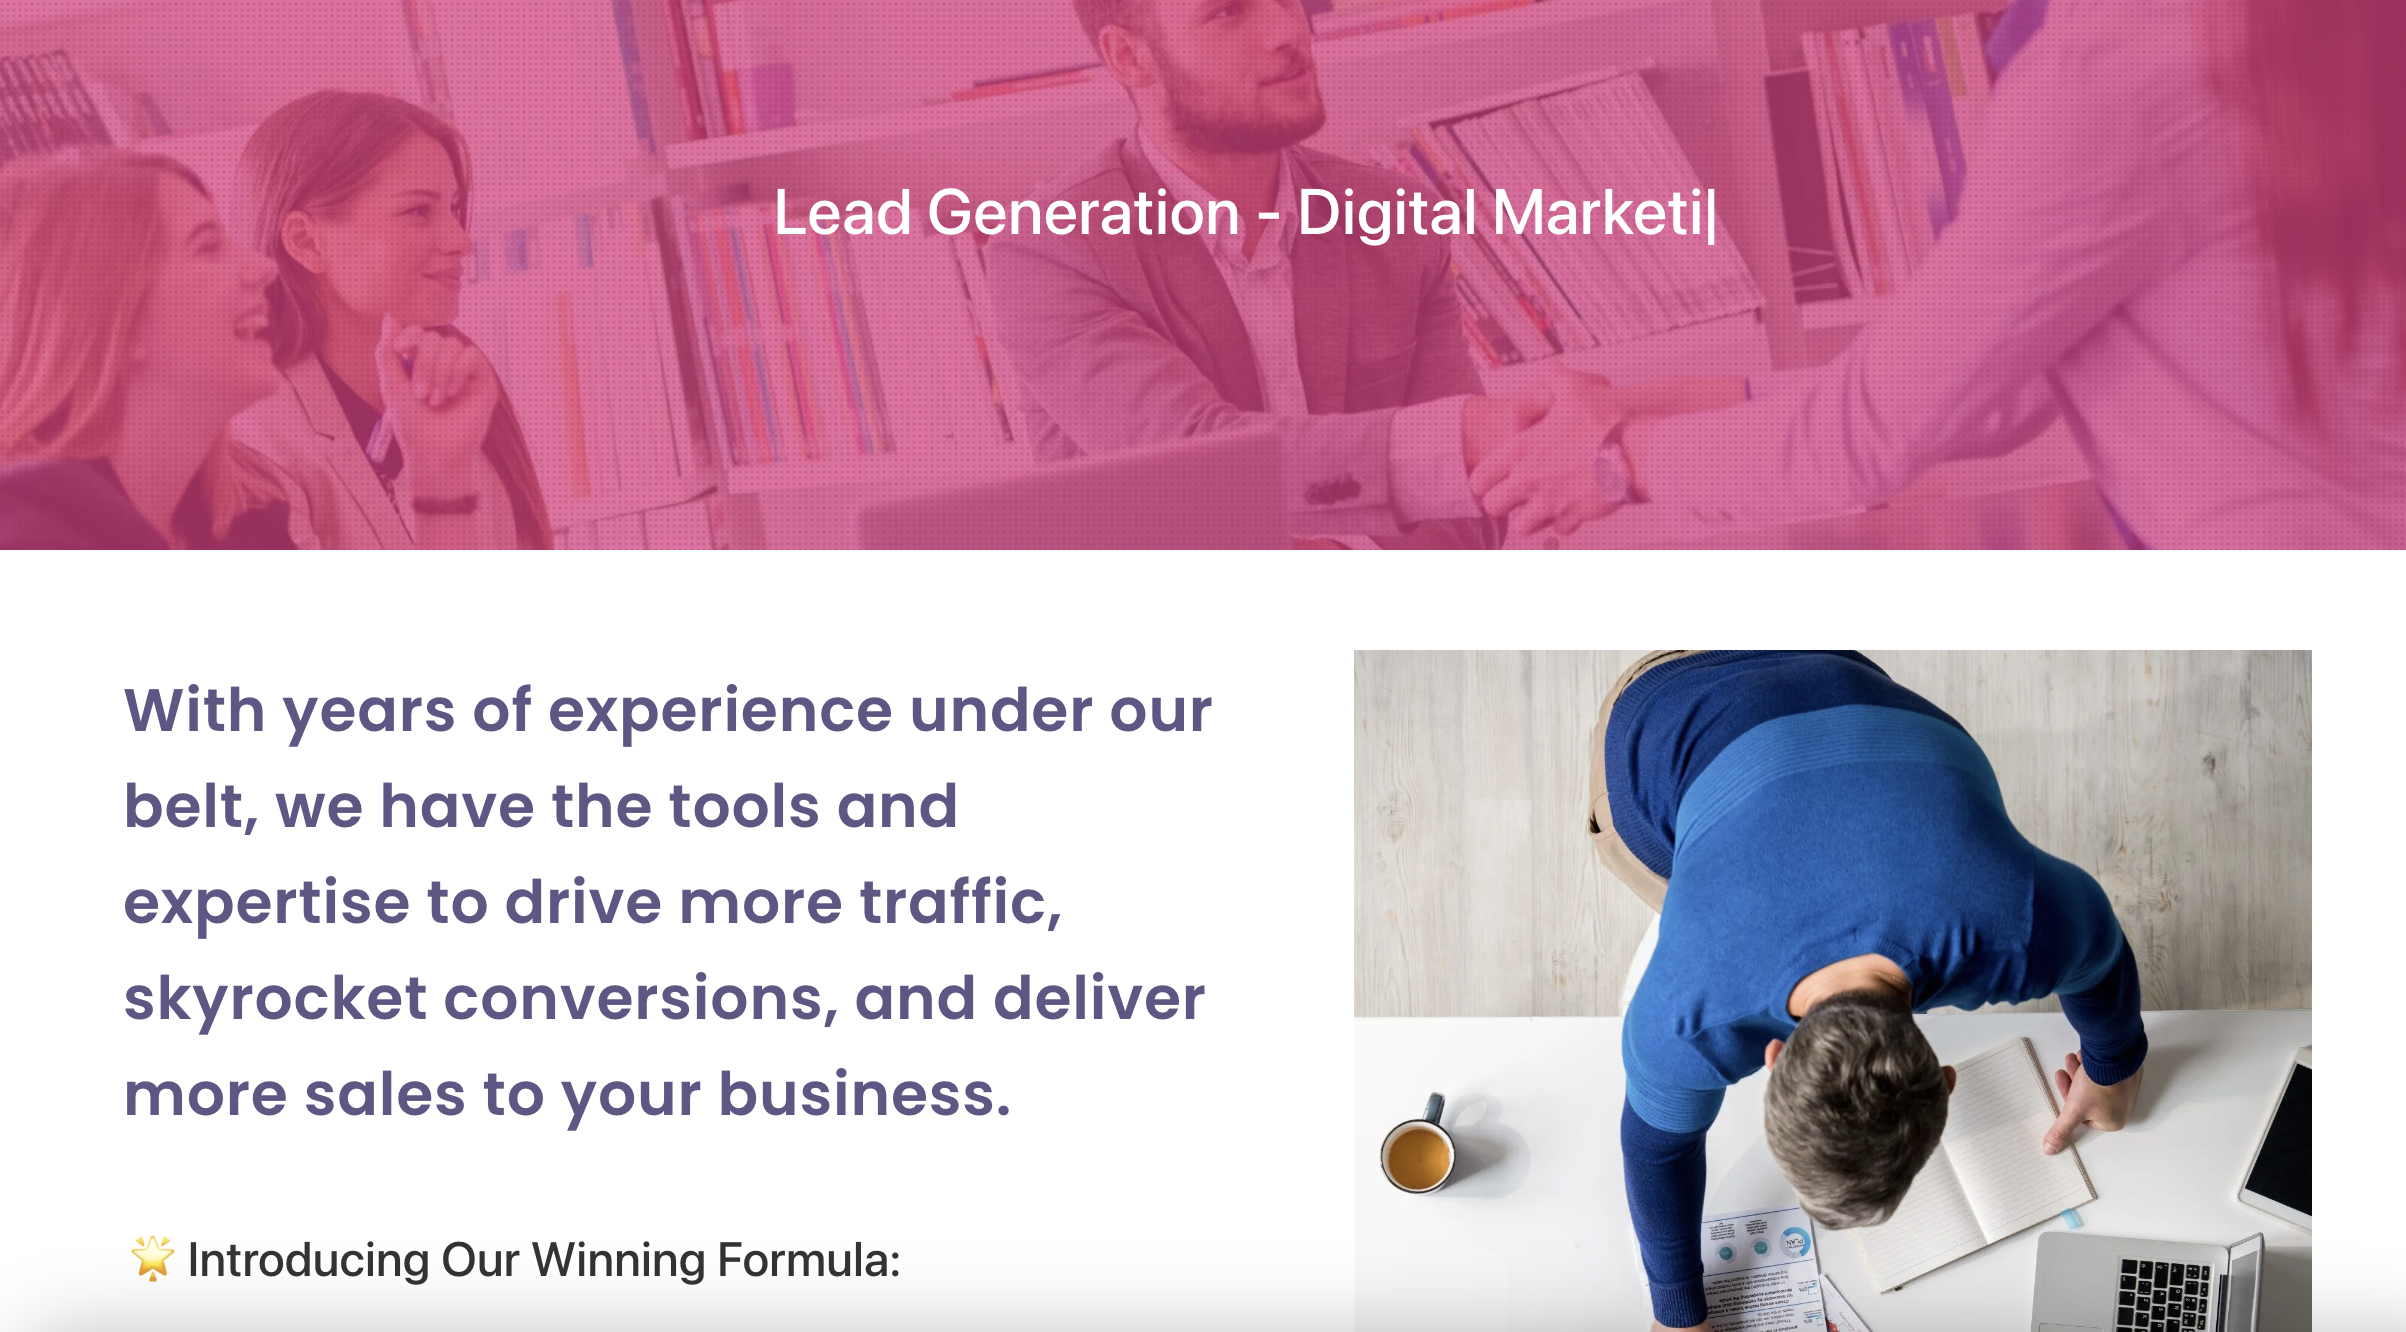 Lead Generation - Digital Marketi|
With years of experience under our
belt, we have the tools and
expertise to drive more traffic,
skyrocket conversions, and deliver
more sales to your business.
🌟 Introducing Our Winning Formula:
PLAN